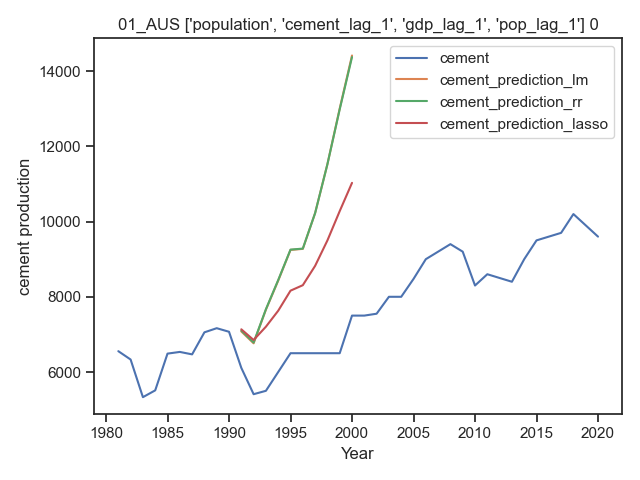 01_AUS ['population', 'cement_lag_1', 'gdp_lag_1', 'pop_lag_1'] 0
cement
cement_prediction_lm
cement_prediction_rr
cement_prediction_lasso
cement production
14000
12000
10000
8000
6000
1980 1985 1990 1995 2000 2005 2010 2015 2020
Year